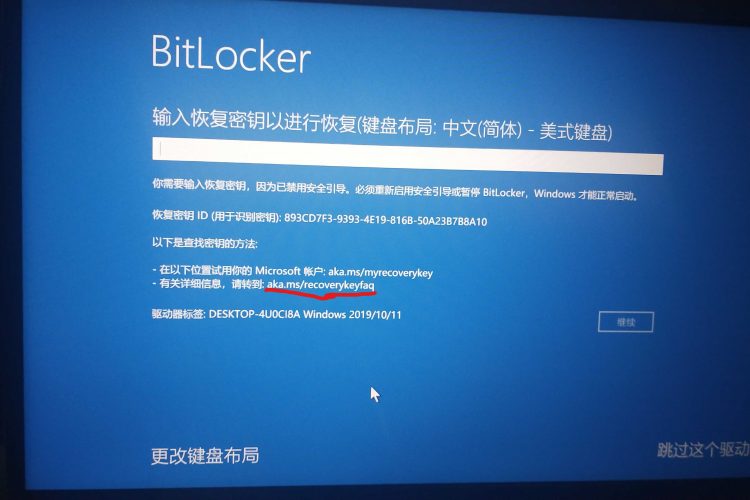 BitLocker
输入恢复密钥以进行恢复(键盘布局: 中文(简体) - 美式键盘)
你需要输入恢复密钥，因为已禁用安全引导。必须重新启用安全引导或暂停 BitLocker，Windows 才能正常启动。
恢复密钥 ID (用于识别密钥): 893CD7F3-9393-4E19-816B-50A23B7B8A10
以下是查找密钥的方法:
- 在以下位置试用你的 Microsoft 帐户: aka.ms/myrecoverykey
- 有关详细信息，请转到: aka.ms/recoverykeyfaq
驱动器标签: DESKTOP-4U0CI8A Windows 2019/10/11
继续
更改键盘布局
跳过这个驱动